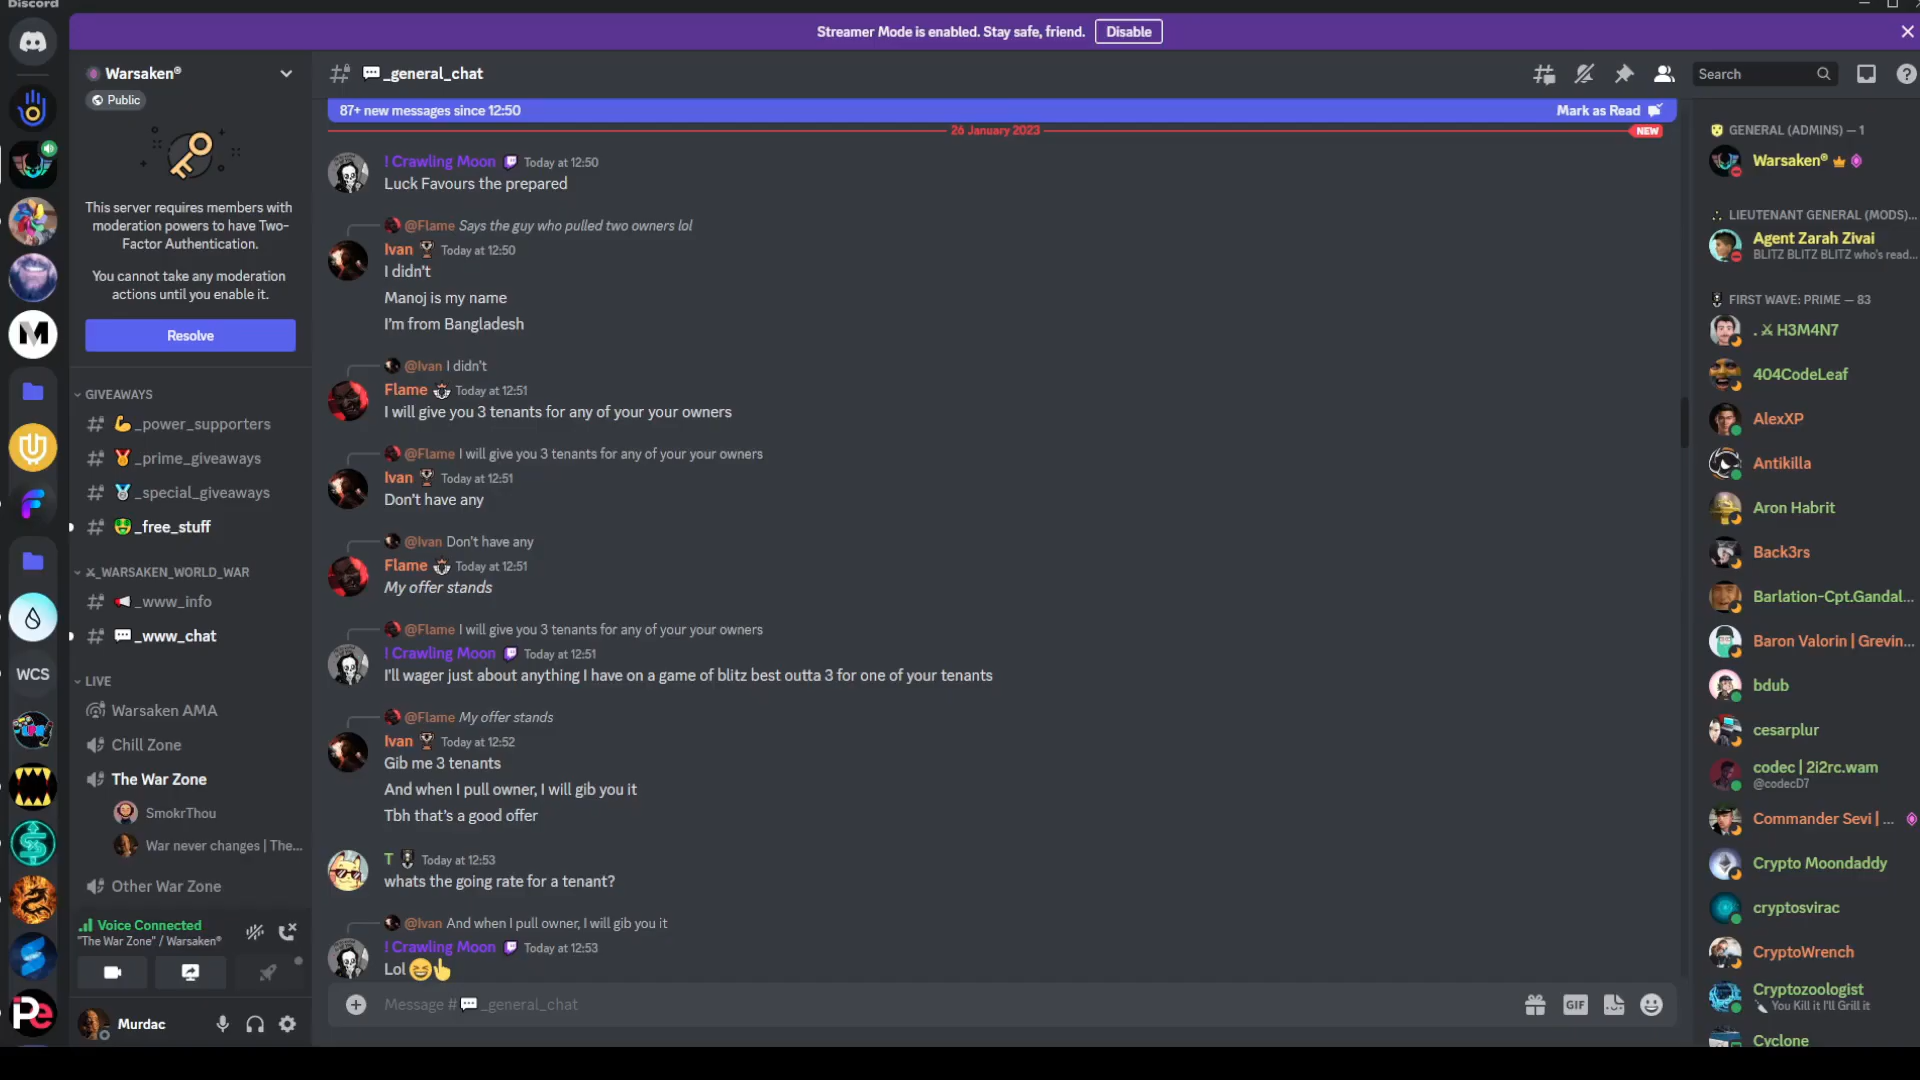 Discord
Streamer Mode is enabled. Stay safe, friend.
Disable
Warsaken®
Public
This server requires members with
moderation powers to have Two-
Factor Authentication.
You cannot take any moderation
actions until you enable it.
Resolve
GIVEAWAYS
_power_supporters
_prime_giveaways
_special_giveaways
_free_stuff
_WARSAKEN_WORLD_WAR
_www_info
_www_chat
LIVE
Warsaken AMA
Chill Zone
The War Zone
SmokrThou
War never changes | The...
Other War Zone
Voice Connected
"The War Zone" / Warsaken®
Murdac
WCS
_general_chat
Search
87+ new messages since 12:50
Mark as Read
26 January 2023
NEW
! Crawling Moon Today at 12:50
Luck Favours the prepared
@Flame Says the guy who pulled two owners lol
Ivan Today at 12:50
I didn't
Manoj is my name
I'm from Bangladesh
@Ivan I didn't
Flame Today at 12:51
I will give you 3 tenants for any of your your owners
@Flame I will give you 3 tenants for any of your your owners
Ivan Today at 12:51
Don't have any
@Ivan Don't have any
Flame Today at 12:51
My offer stands
@Flame I will give you 3 tenants for any of your your owners
! Crawling Moon Today at 12:51
I'll wager just about anything I have on a game of blitz best outta 3 for one of your tenants
@Flame My offer stands
Ivan Today at 12:52
Gib me 3 tenants
And when I pull owner, I will gib you it
Tbh that's a good offer
T Today at 12:53
whats the going rate for a tenant?
@Ivan And when I pull owner, I will gib you it
! Crawling Moon Today at 12:53
Lol 😆👆
Message # 💬_general_chat
GIF
GENERAL (ADMINS) — 1
Warsaken®
LIEUTENANT GENERAL (MODS)...
Agent Zarah Zivai
BLITZ BLITZ BLITZ who's read...
FIRST WAVE: PRIME — 83
. ⚔ H3M4N7
404CodeLeaf
AlexXP
Antikilla
Aron Habrit
Back3rs
Barlation-Cpt.Gandal...
Baron Valorin | Grevin...
bdub
cesarplur
codec | 2i2rc.wam
@codecD7
Commander Sevi | ...
Crypto Moondaddy
cryptosvirac
CryptoWrench
Cryptozoologist
You Kill it I'll Grill it
Cyclone